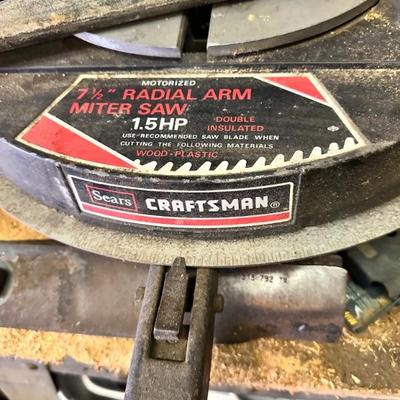 MOTORIZED
7½" RADIAL ARM
MITER SAW
1.5HP
DOUBLE
INSULATED
USE RECOMMENDED SAW BLADE WHEN
CUTTING THE FOLLOWING MATERIALS
WOOD-PLASTIC
Sears CRAFTSMAN®